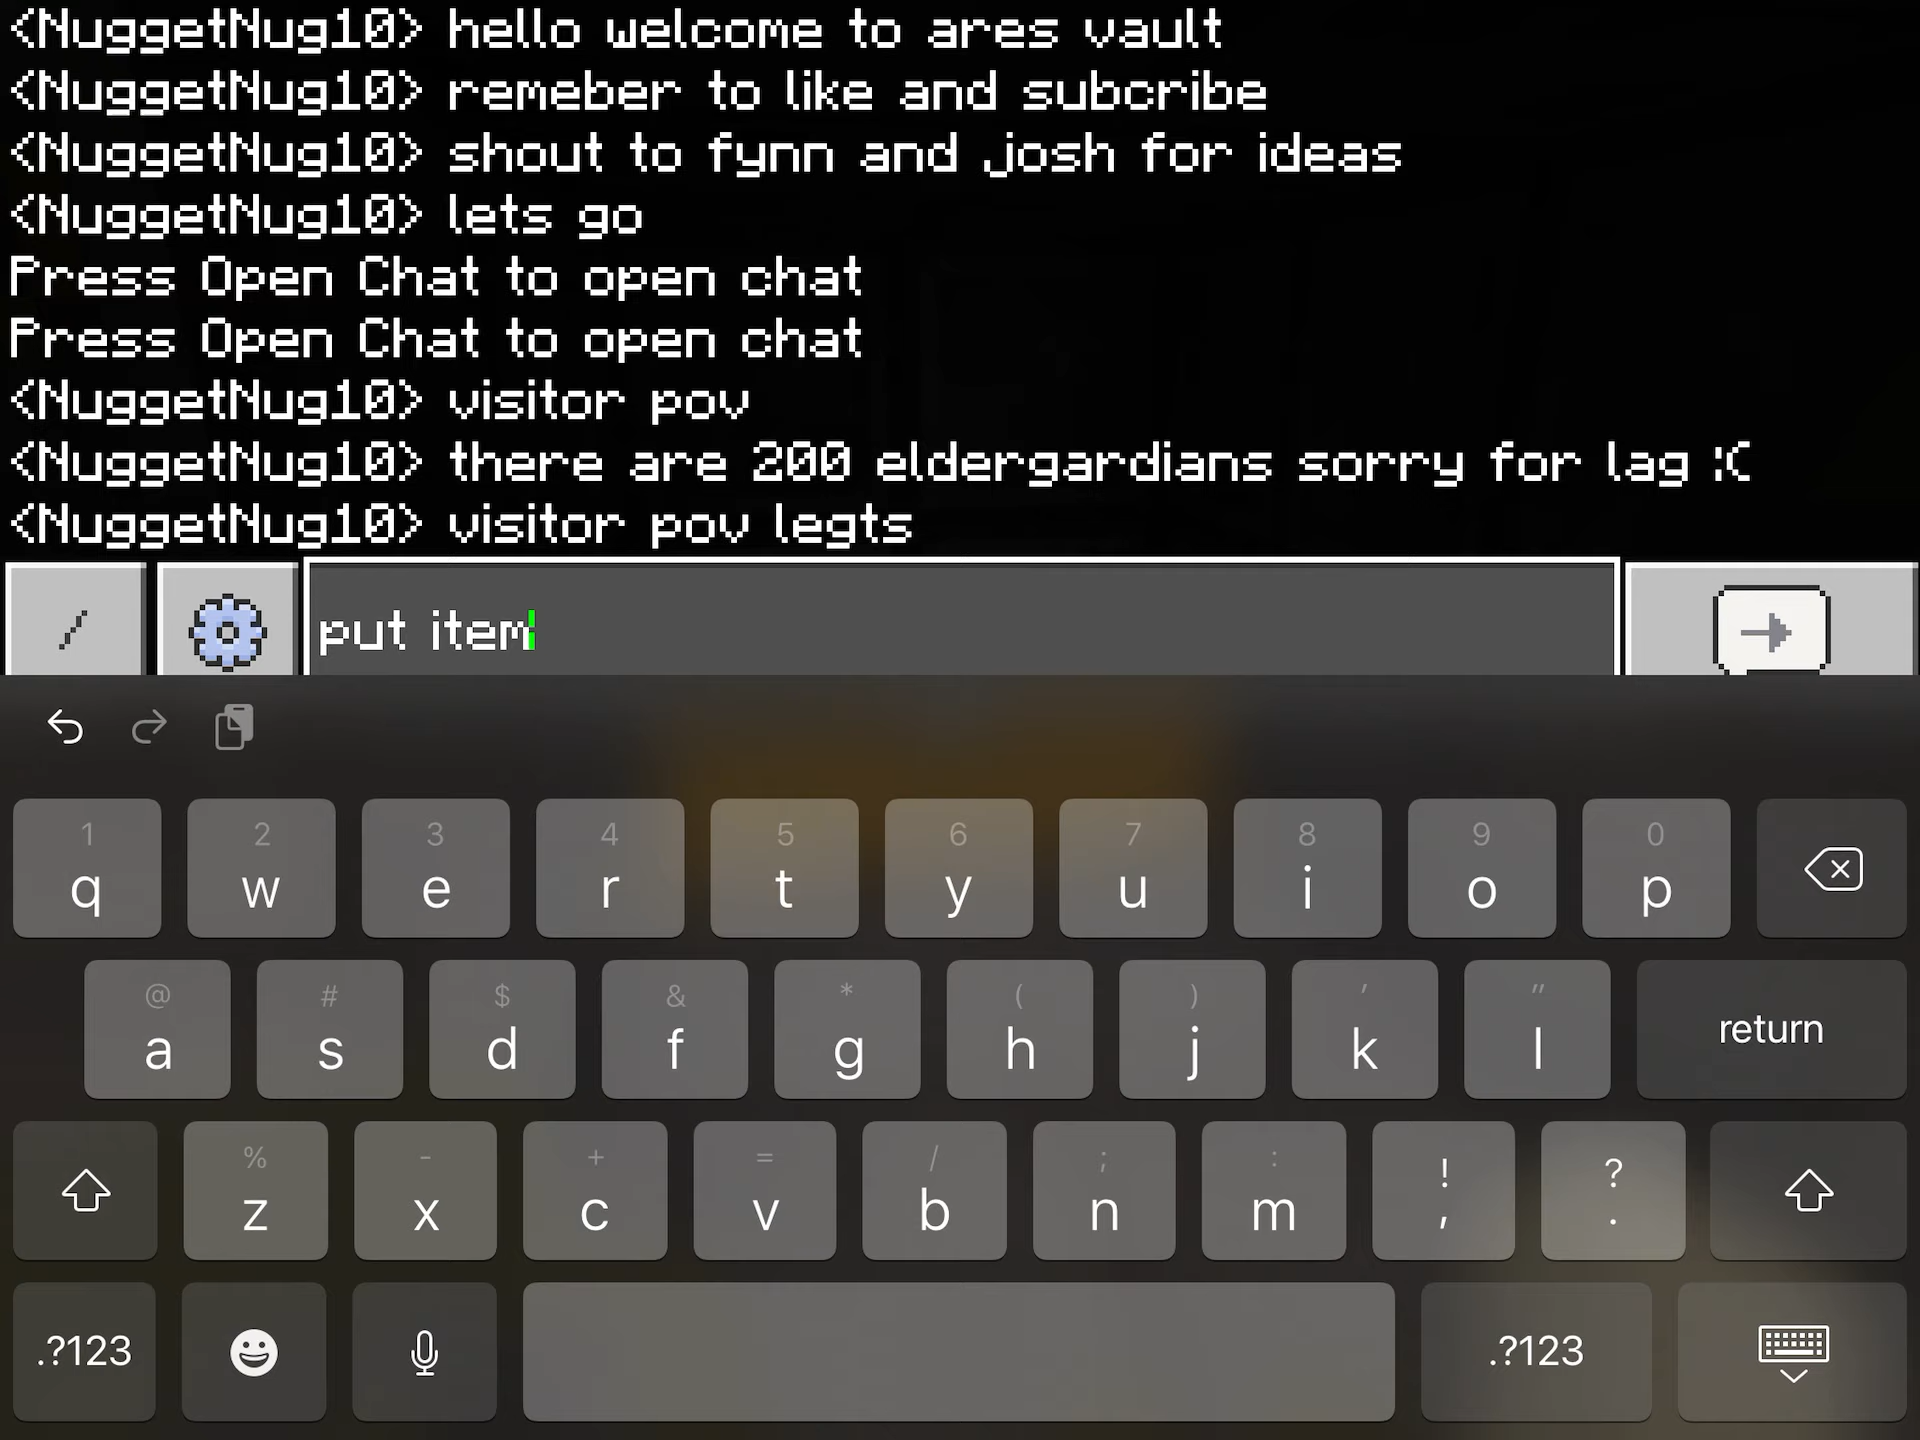 <NuggetNug10> hello welcome to ares vault
<NuggetNug10> remeber to like and subcribe
<NuggetNug10> shout to fynn and josh for ideas
<NuggetNug10> lets go
Press Open Chat to open chat
Press Open Chat to open chat
<NuggetNug10> visitor pov
<NuggetNug10> there are 200 eldergardians sorry for lag :(
<NuggetNug10> visitor pov legts
/ put item
1 2 3 4 5 6 7 8 9 0
q w e r t y u i o p
@ # $ & * ( ) ' "
a s d f g h j k l return
% - + = / ; : ! ?
z x c v b n m , .
.?123 .?123